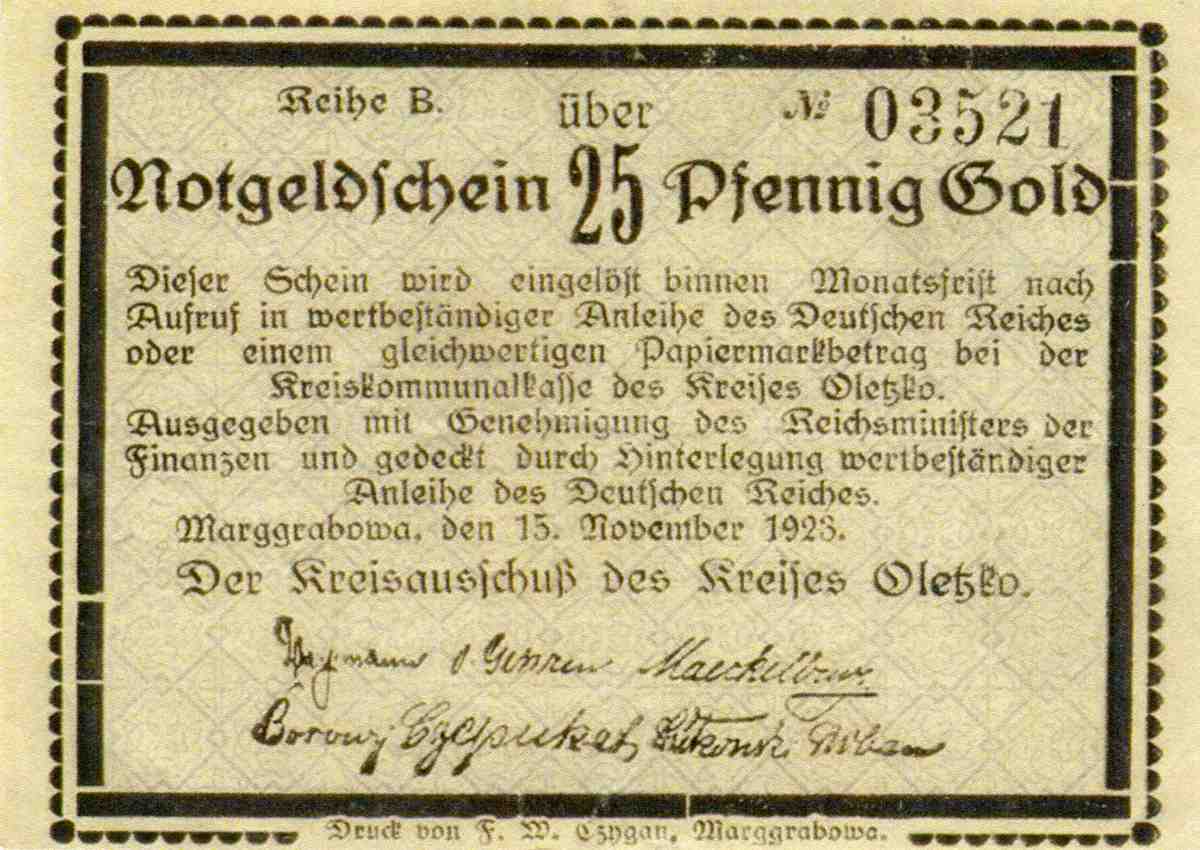 Reihe B. über № 03521
Notgeldschein 25 Pfennig Gold
Dieser Schein wird eingelöst binnen Monatsfrist nach
Aufruf in wertbeständiger Anleihe des Deutschen Reiches
oder einem gleichwertigen Papiermarkbetrag bei der
Kreiskommunalkasse des Kreises Oletzko.
Ausgegeben mit Genehmigung des Reichsministers der
Finanzen und gedeckt durch Hinterlegung wertbeständiger
Anleihe des Deutschen Reiches.
Marggrabowa, den 15. November 1923.
Der Kreisausschuß des Kreises Oletzko.
Druck von F. W. Czygan, Marggrabowa.